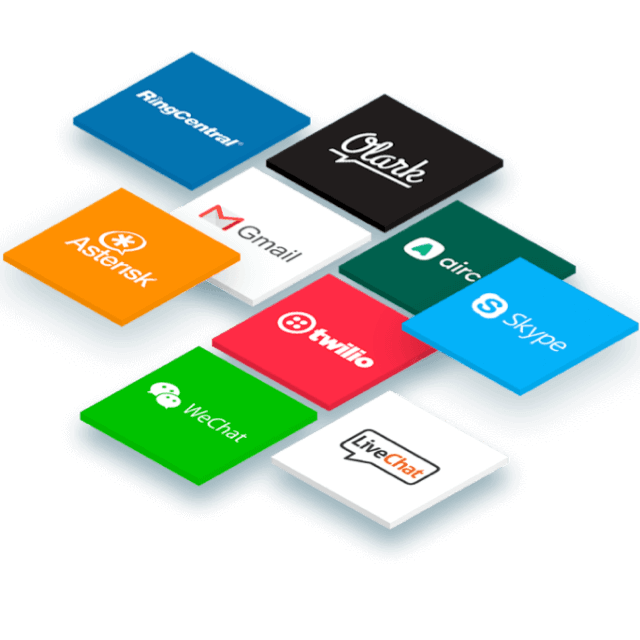 RingCentral®
Olark
Gmail
Asterisk
airc
twilio
Skype
WeChat
LiveChat